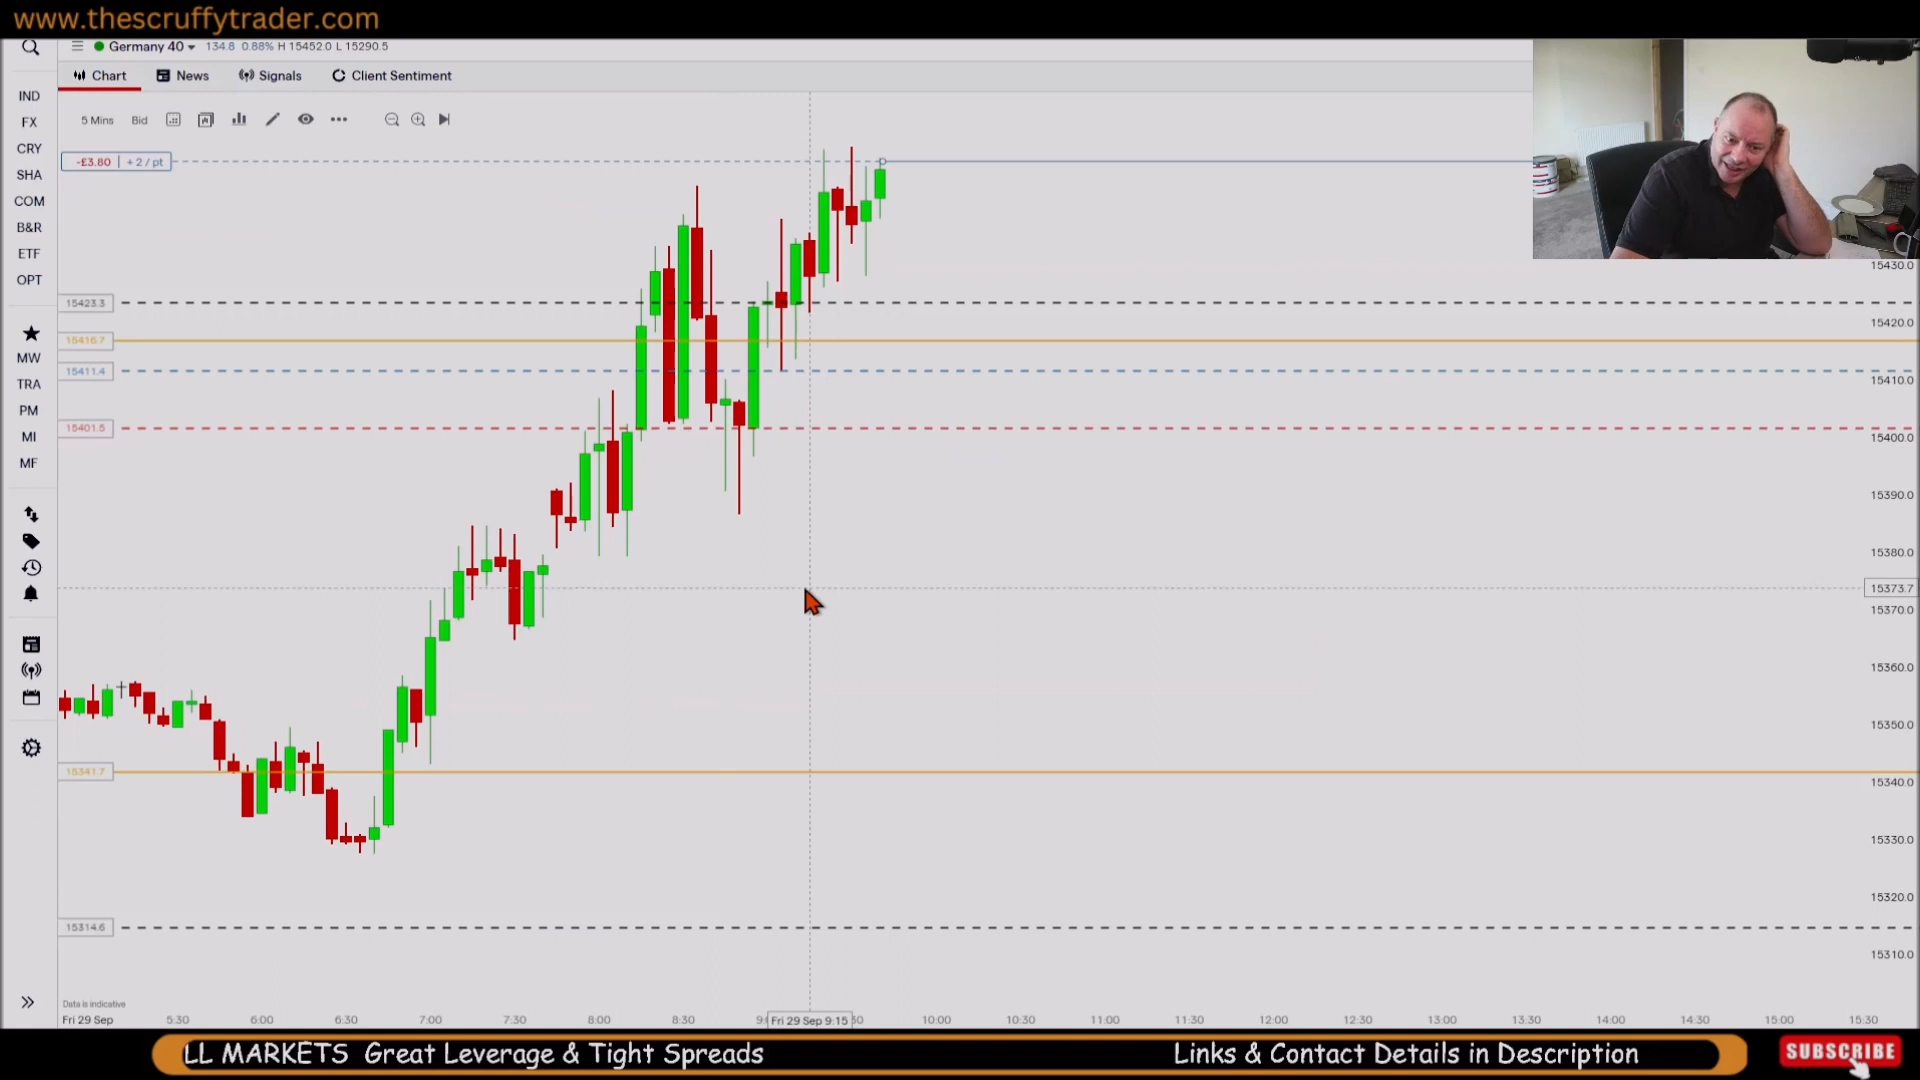 www.thescruffytrader.com
Germany 40 134.8 0.88% H 15452.0 L 15290.5
Chart News Signals Client Sentiment
5 Mins Bid
-£3.80 +2 / pt
IND
FX
CRY
SHA
COM
B&R
ETF
OPT
MW
TRA
PM
MI
MF
15423.3
15416.7
15411.4
15401.5
15341.7
15314.6
15430.0
15420.0
15410.0
15400.0
15390.0
15380.0
15373.7
15370.0
15360.0
15350.0
15340.0
15330.0
15320.0
15310.0
Data is indicative
Fri 29 Sep 5:30 6:00 6:30 7:00 7:30 8:00 8:30 Fri 29 Sep 9:15 10:00 10:30 11:00 11:30 12:00 12:30 13:00 13:30 14:00 14:30 15:00 15:30
LL MARKETS Great Leverage & Tight Spreads Links & Contact Details in Description
SUBSCRIBE